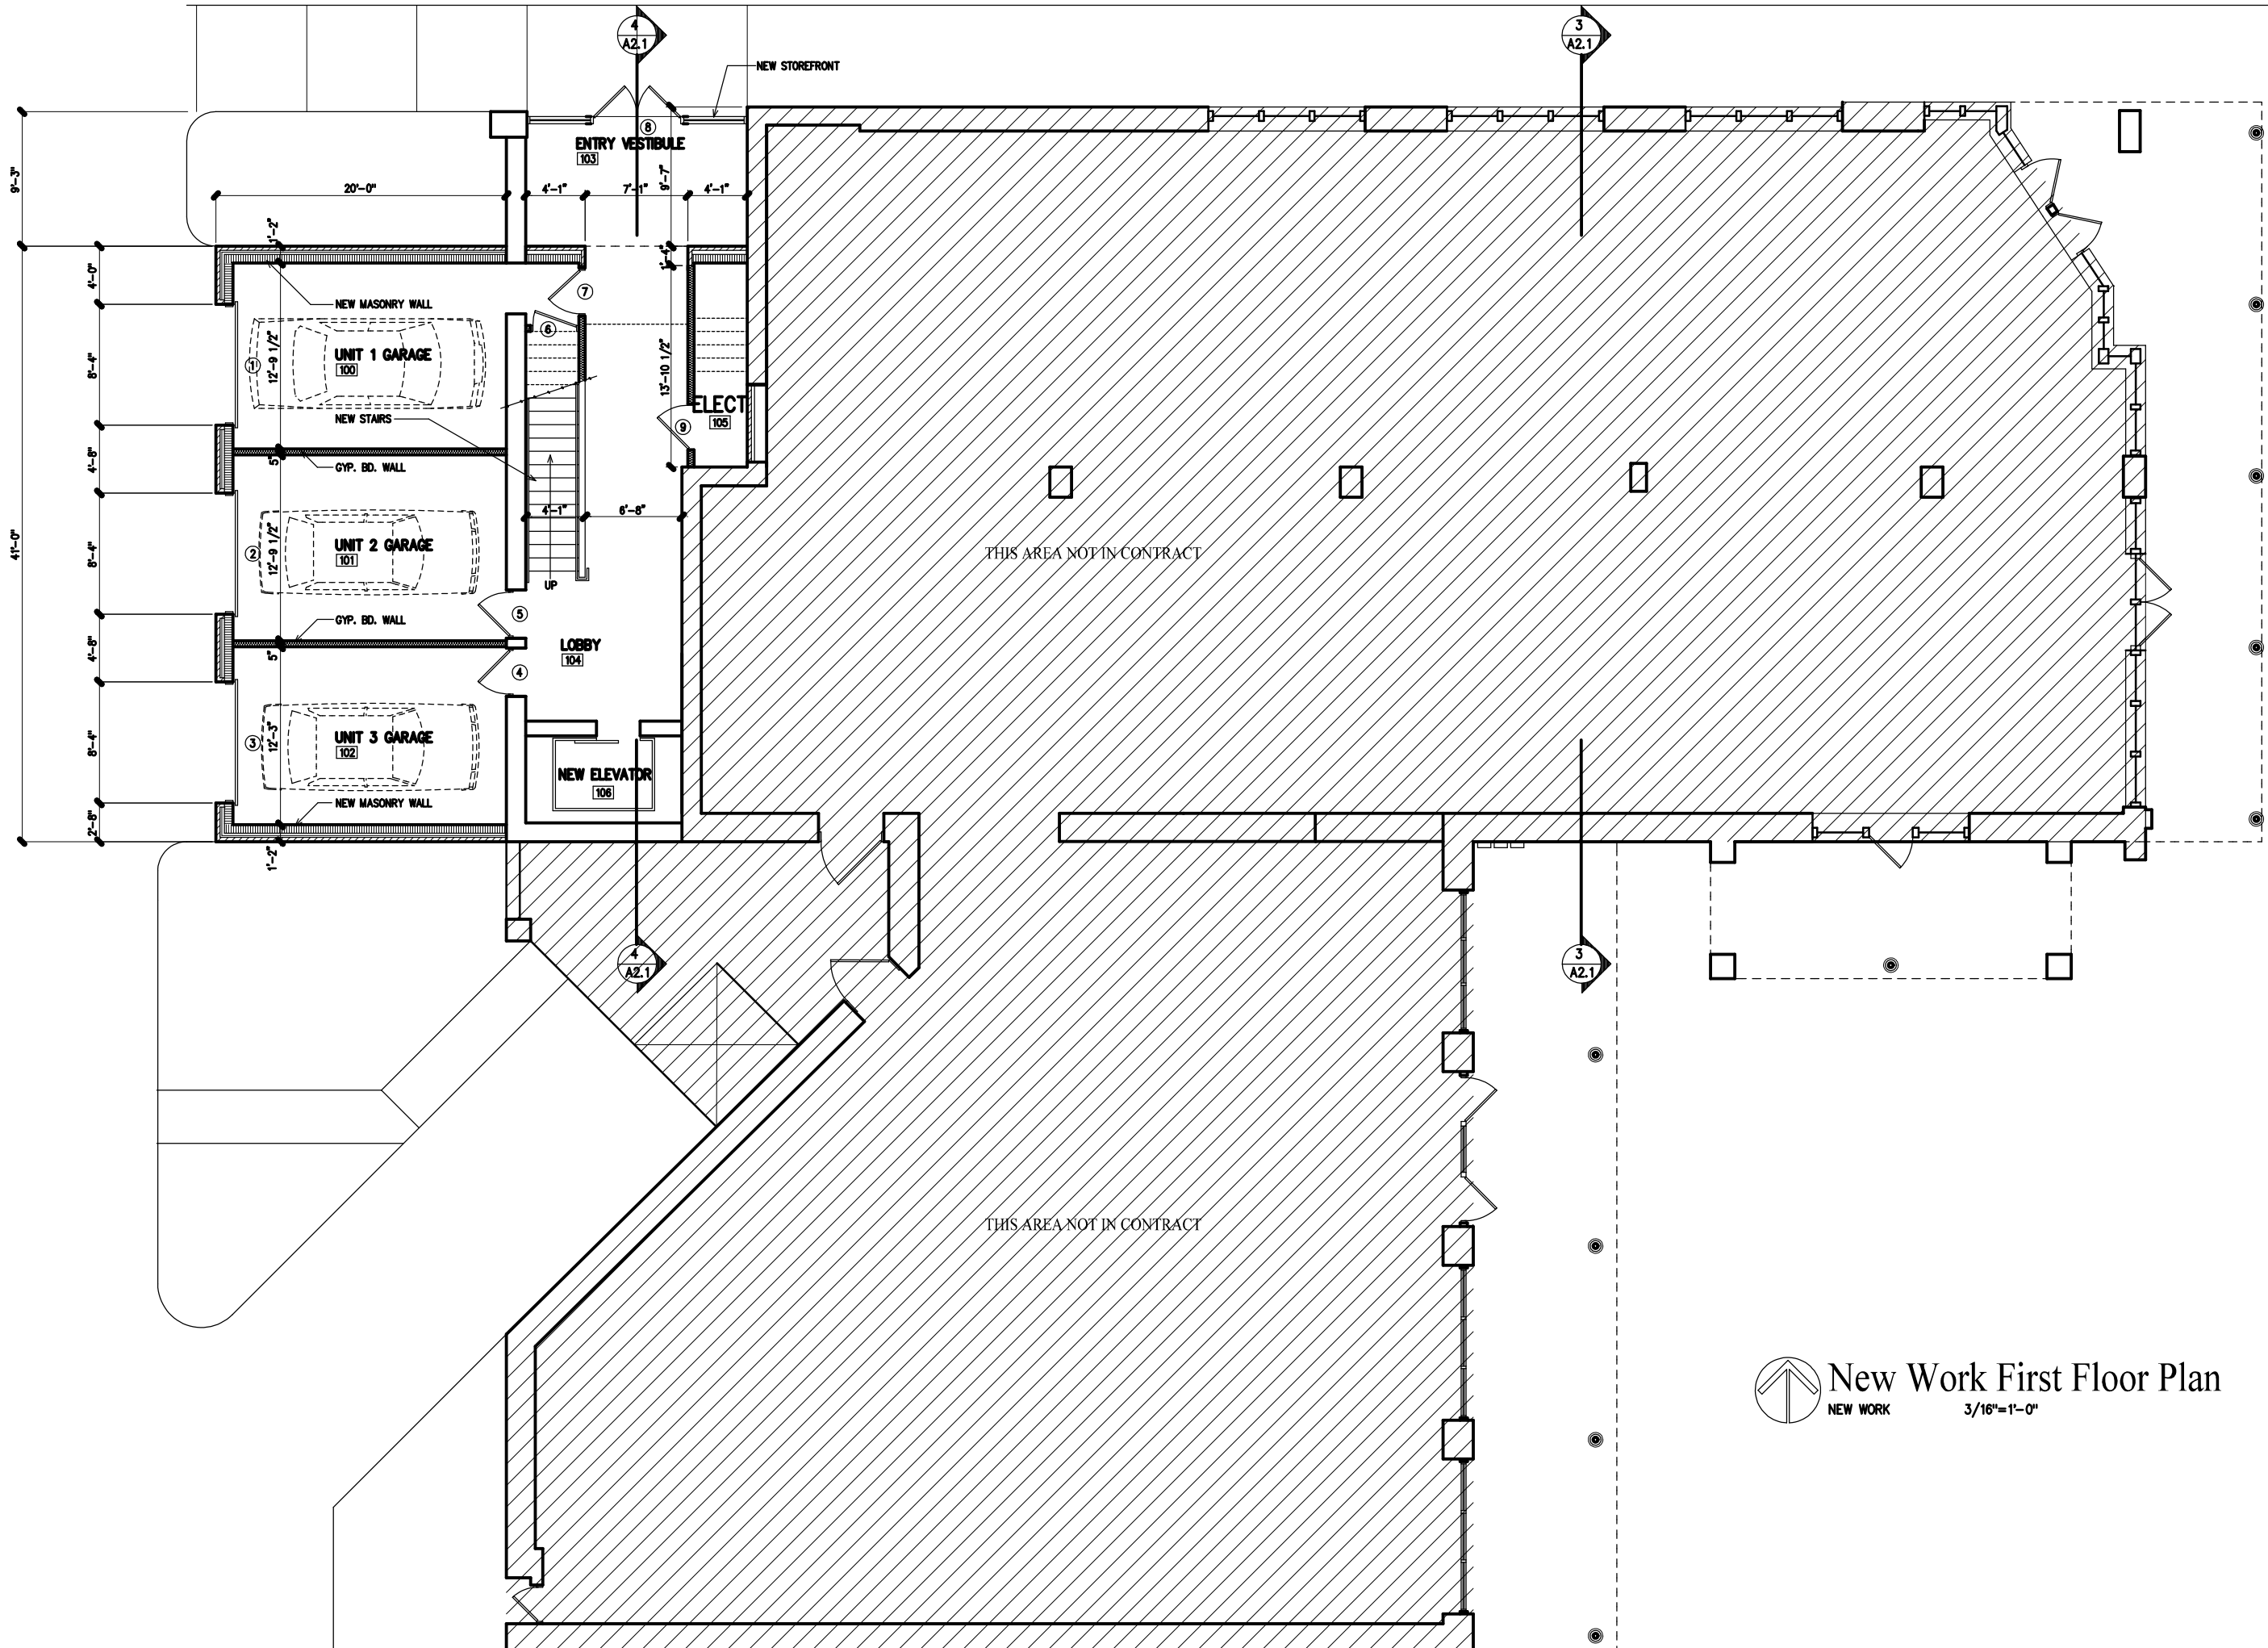 4
A2.1
3
A2.1
NEW STOREFRONT
8
ENTRY VESTIBULE
103
9'-3"
20'-0"
4'-1"
7'-1"
9'-7"
4'-1"
1'-2"
1'-4"
4'-0"
7
NEW MASONRY WALL
6
8'-4"
1
12'-9 1/2"
UNIT 1 GARAGE
100
13'-10 1/2"
ELECT
105
NEW STAIRS
9
4'-8"
5"
GYP. BD. WALL
4'-1"
6'-8"
41'-0"
8'-4"
2
12'-9 1/2"
UNIT 2 GARAGE
101
THIS AREA NOT IN CONTRACT
UP
5
GYP. BD. WALL
4'-8"
5"
LOBBY
104
4
8'-4"
3
12'-3"
UNIT 3 GARAGE
102
NEW ELEVATOR
106
NEW MASONRY WALL
2'-8"
1'-2"
4
A2.1
3
A2.1
THIS AREA NOT IN CONTRACT
New Work First Floor Plan
NEW WORK 3/16"=1'-0"